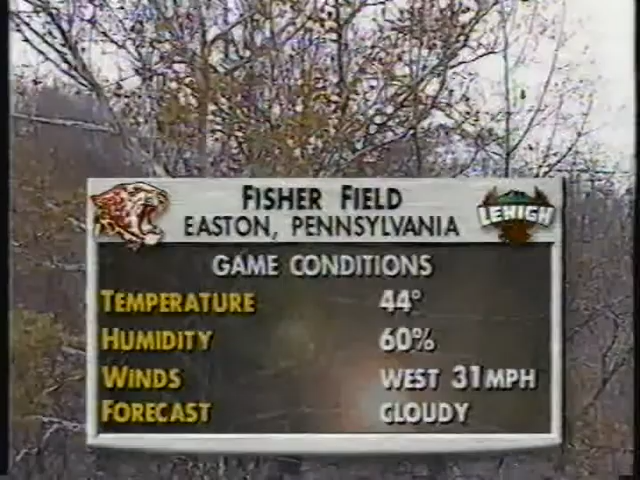 FISHER FIELD
EASTON, PENNSYLVANIA
LEHIGH
GAME CONDITIONS
TEMPERATURE 44°
HUMIDITY 60%
WINDS WEST 31MPH
FORECAST CLOUDY